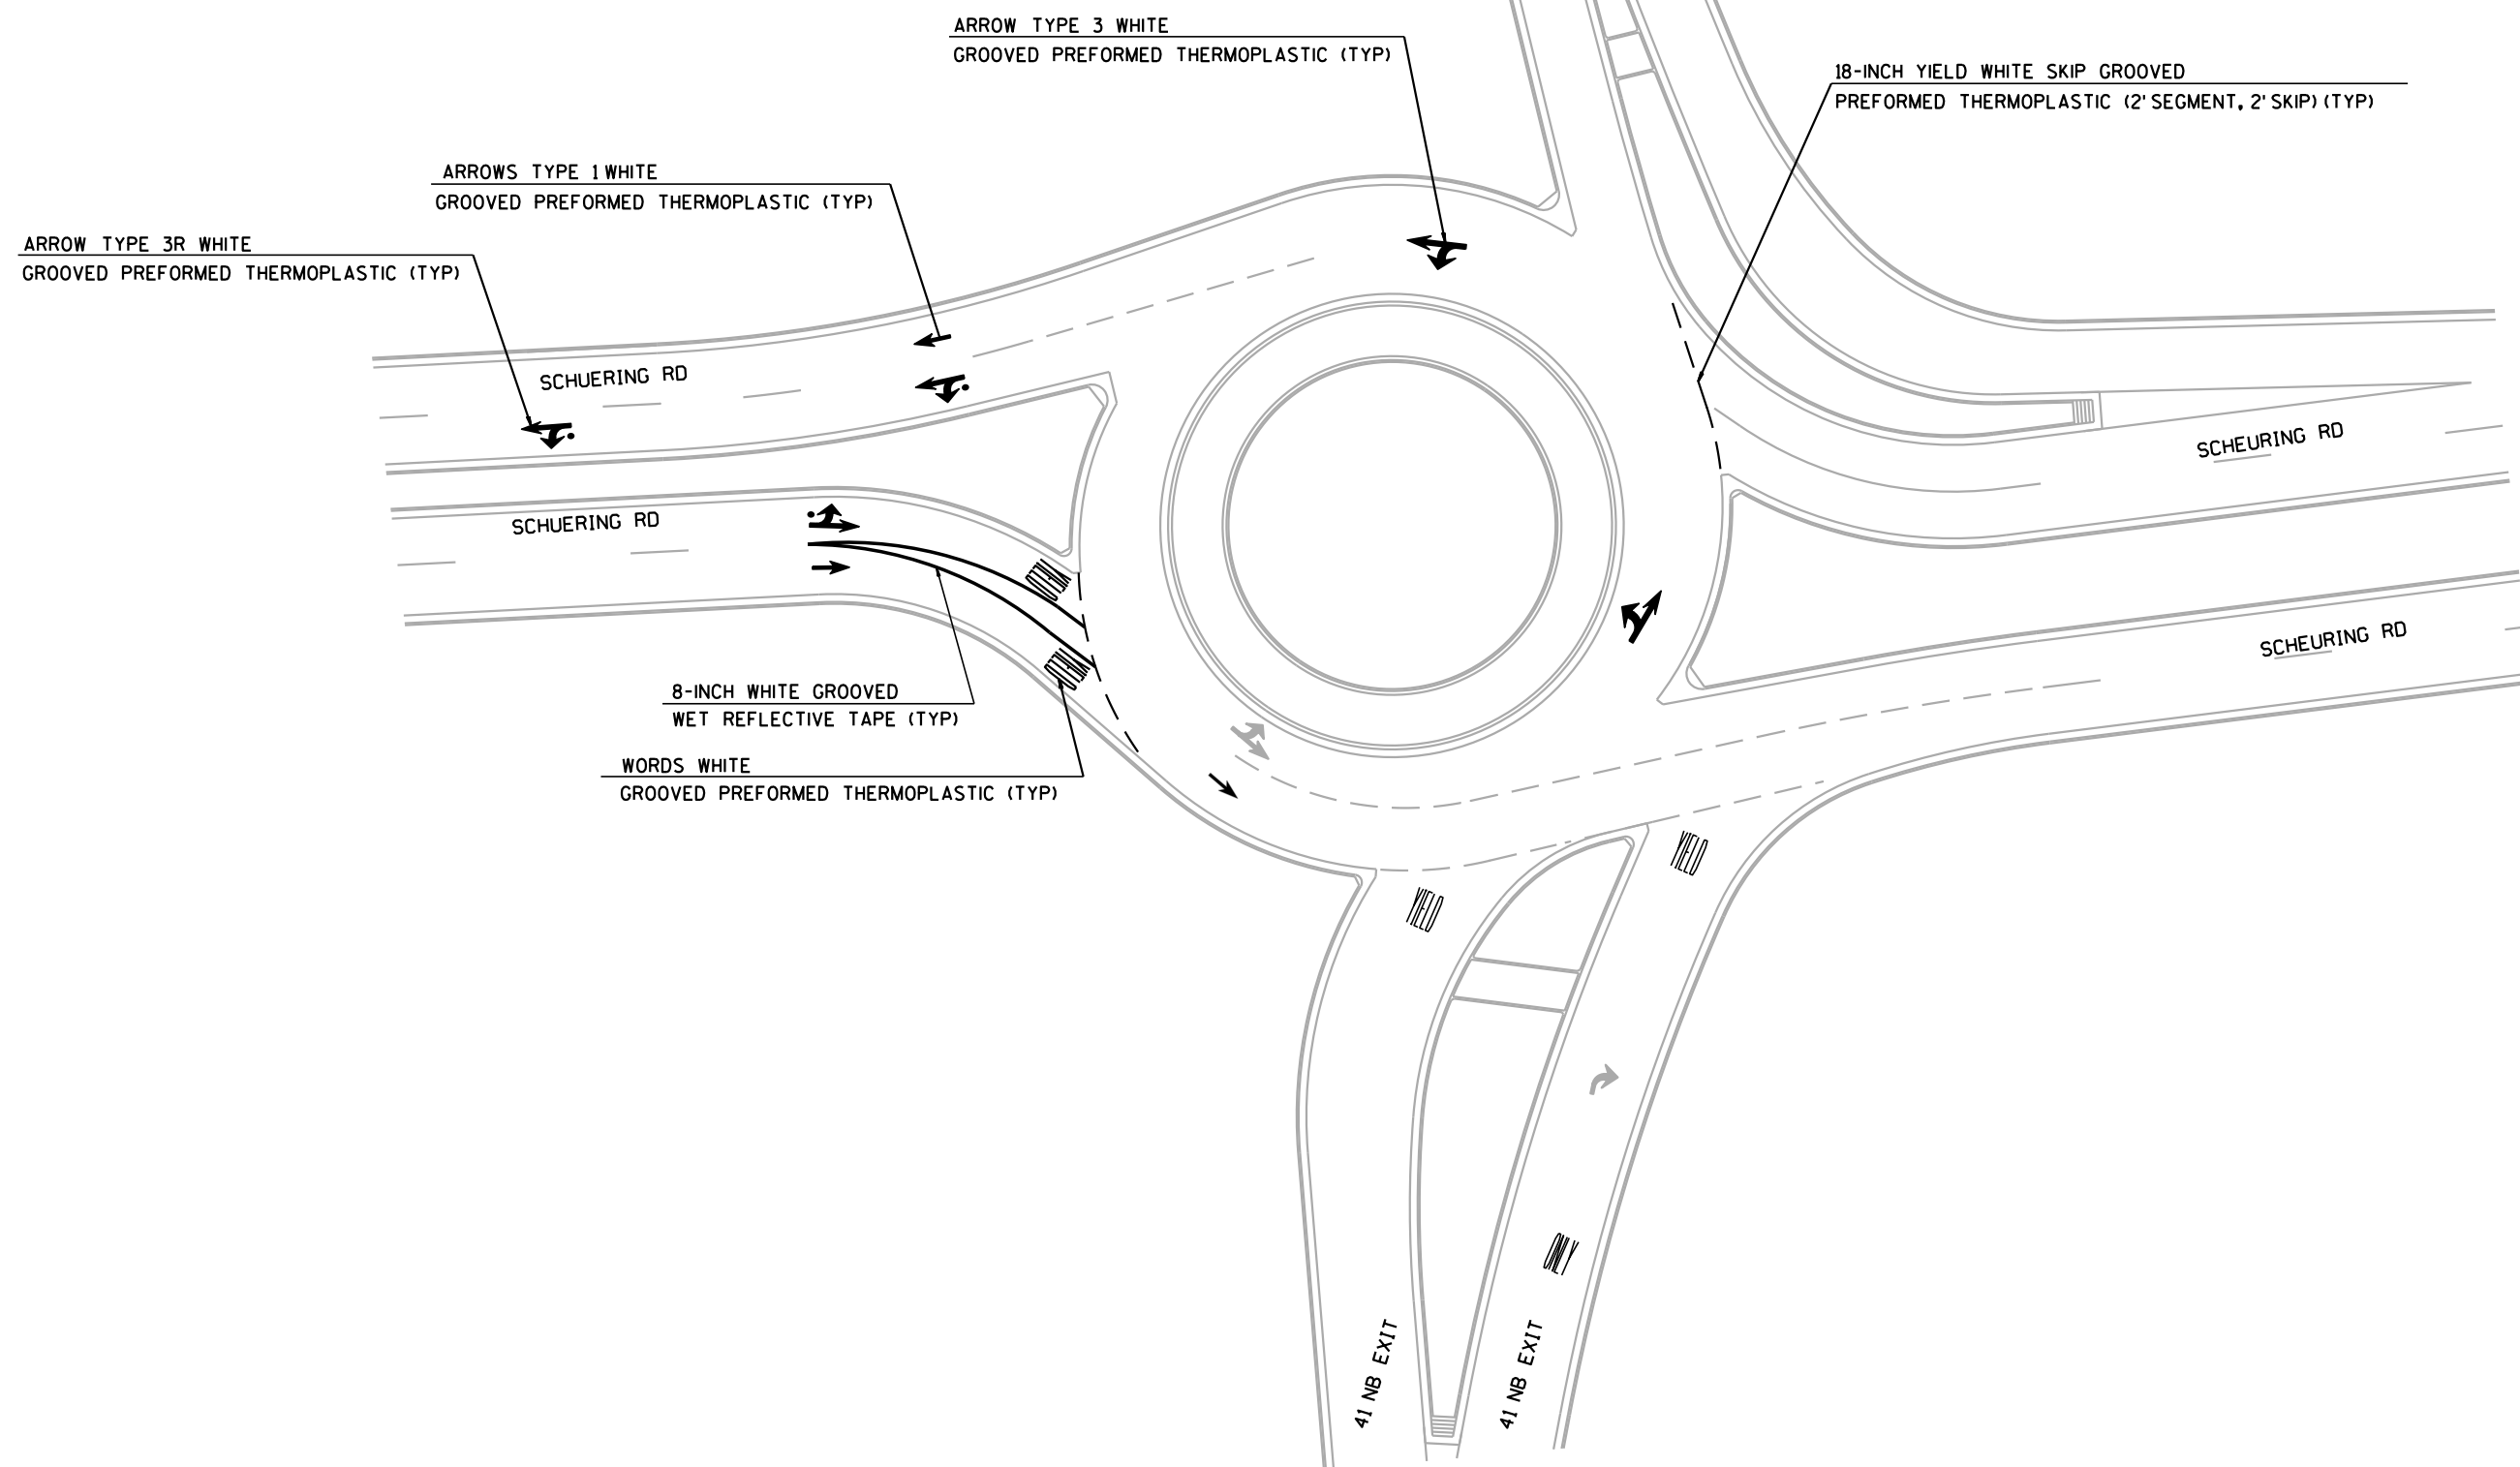 ARROW TYPE 3 WHITE
GROOVED PREFORMED THERMOPLASTIC (TYP)
18-INCH YIELD WHITE SKIP GROOVED
PREFORMED THERMOPLASTIC (2' SEGMENT, 2' SKIP) (TYP)
ARROWS TYPE 1 WHITE
GROOVED PREFORMED THERMOPLASTIC (TYP)
ARROW TYPE 3R WHITE
GROOVED PREFORMED THERMOPLASTIC (TYP)
SCHUERING RD
SCHEURING RD
SCHUERING RD
SCHEURING RD
8-INCH WHITE GROOVED
WET REFLECTIVE TAPE (TYP)
WORDS WHITE
GROOVED PREFORMED THERMOPLASTIC (TYP)
YIELD
YIELD
YIELD
YIELD
41 NB EXIT
41 NB EXIT